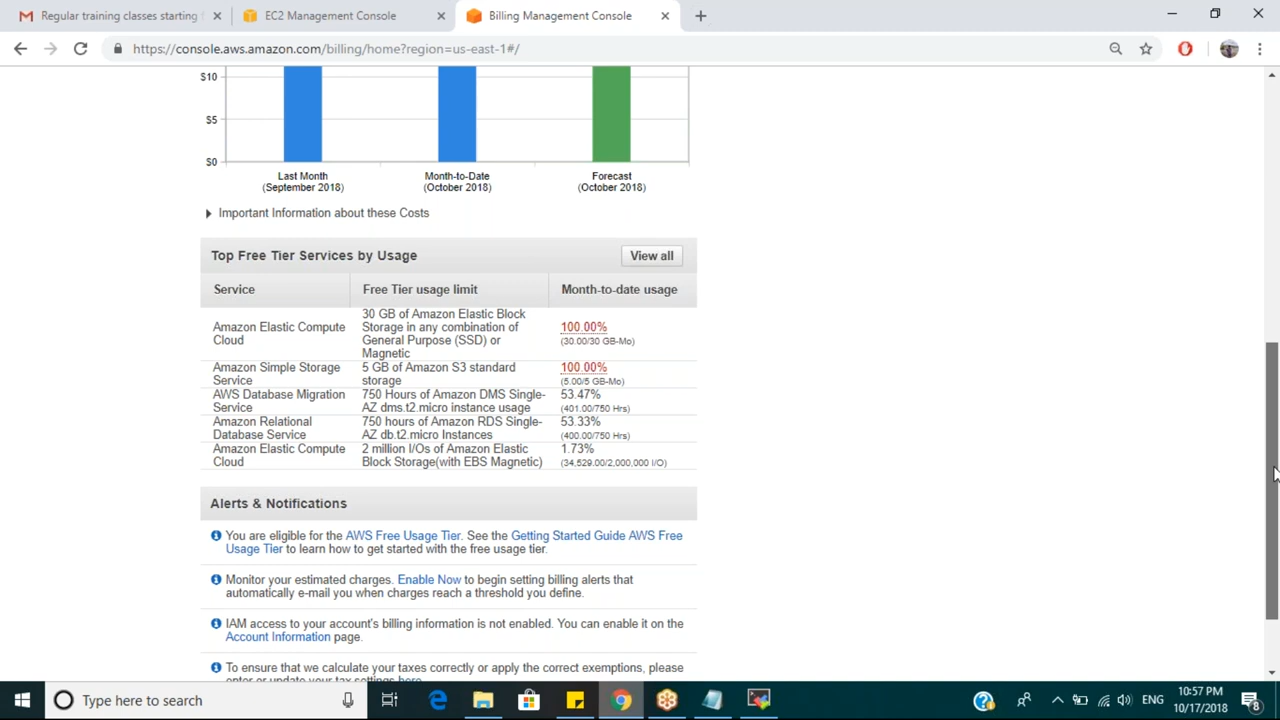 Regular training classes starting f
EC2 Management Console
Billing Management Console
https://console.aws.amazon.com/billing/home?region=us-east-1#/
$10
$5
$0
Last Month
(September 2018)
Month-to-Date
(October 2018)
Forecast
(October 2018)
Important Information about these Costs
Top Free Tier Services by Usage
View all
Service
Free Tier usage limit
Month-to-date usage
Amazon Elastic Compute
Cloud
30 GB of Amazon Elastic Block
Storage in any combination of
General Purpose (SSD) or
Magnetic
100.00%
(30.00/30 GB-Mo)
Amazon Simple Storage
Service
5 GB of Amazon S3 standard
storage
100.00%
(5.00/5 GB-Mo)
AWS Database Migration
Service
750 Hours of Amazon DMS Single-
AZ dms.t2.micro instance usage
53.47%
(401.00/750 Hrs)
Amazon Relational
Database Service
750 hours of Amazon RDS Single-
AZ db.t2.micro Instances
53.33%
(400.00/750 Hrs)
Amazon Elastic Compute
Cloud
2 million I/Os of Amazon Elastic
Block Storage(with EBS Magnetic)
1.73%
(34,529.00/2,000,000 I/O)
Alerts & Notifications
You are eligible for the AWS Free Usage Tier. See the Getting Started Guide AWS Free
Usage Tier to learn how to get started with the free usage tier.
Monitor your estimated charges. Enable Now to begin setting billing alerts that
automatically e-mail you when charges reach a threshold you define.
IAM access to your account's billing information is not enabled. You can enable it on the
Account Information page.
To ensure that we calculate your taxes correctly or apply the correct exemptions, please
enter or update your tax settings here.
Type here to search
ENG
10:57 PM
10/17/2018
8